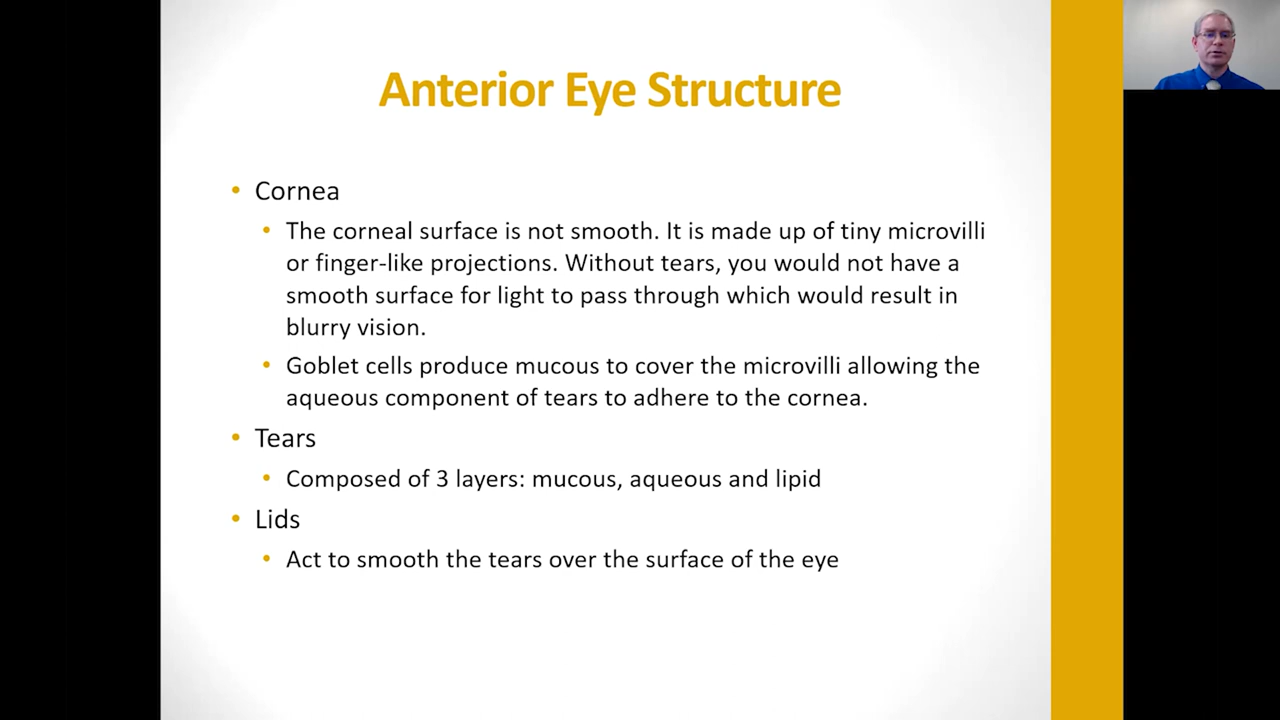 Anterior Eye Structure
• Cornea
• The corneal surface is not smooth. It is made up of tiny microvilli
or finger-like projections. Without tears, you would not have a
smooth surface for light to pass through which would result in
blurry vision.
• Goblet cells produce mucous to cover the microvilli allowing the
aqueous component of tears to adhere to the cornea.
• Tears
• Composed of 3 layers: mucous, aqueous and lipid
• Lids
• Act to smooth the tears over the surface of the eye